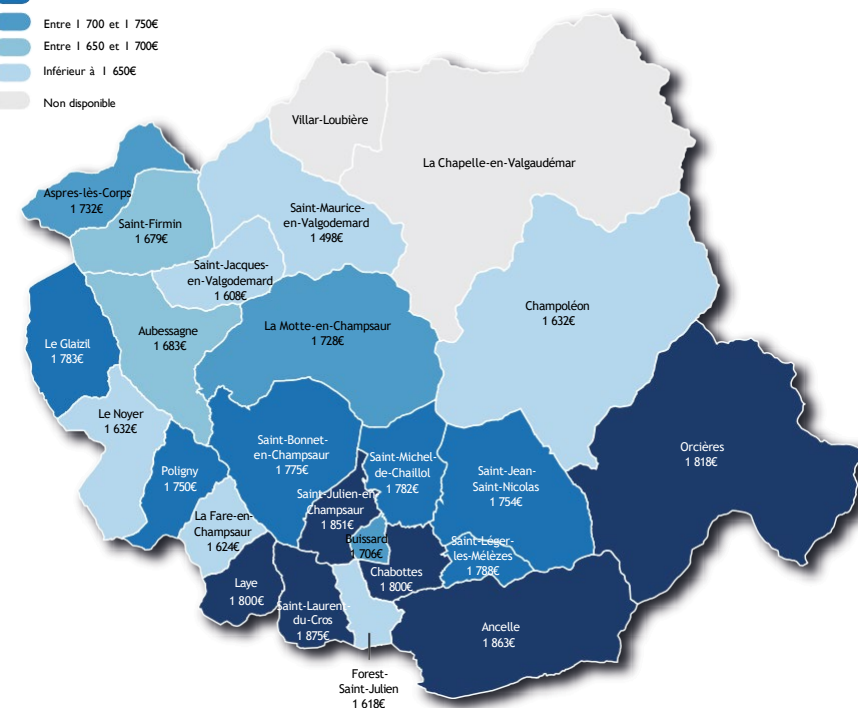 Entre 1 700 et 1 750€
Entre 1 650 et 1 700€
Inférieur à 1 650€
Non disponible
Villar-Loubière
La Chapelle-en-Valgaudémar
Aspres-lès-Corps
1 732€
Saint-Firmin
1 679€
Saint-Maurice-
en-Valgodemard
1 498€
Saint-Jacques-
en-Valgodemard
1 608€
Champoléon
1 632€
Le Glaizil
1 783€
Aubessagne
1 683€
La Motte-en-Champsaur
1 728€
Le Noyer
1 632€
Saint-Bonnet-
en-Champsaur
1 775€
Saint-Michel-
de-Chaillol
1 782€
Orcières
1 818€
Poligny
1 750€
Saint-Jean-
Saint-Nicolas
1 754€
Saint-Julien-en-
Champsaur
1 851€
La Fare-en-
Champsaur
1 624€
Buissard
1 706€
Saint-Léger-
les-Mélèzes
1 788€
Chabottes
1 800€
Laye
1 800€
Saint-Laurent-
du-Cros
1 875€
Ancelle
1 863€
Forest-
Saint-Julien
1 618€